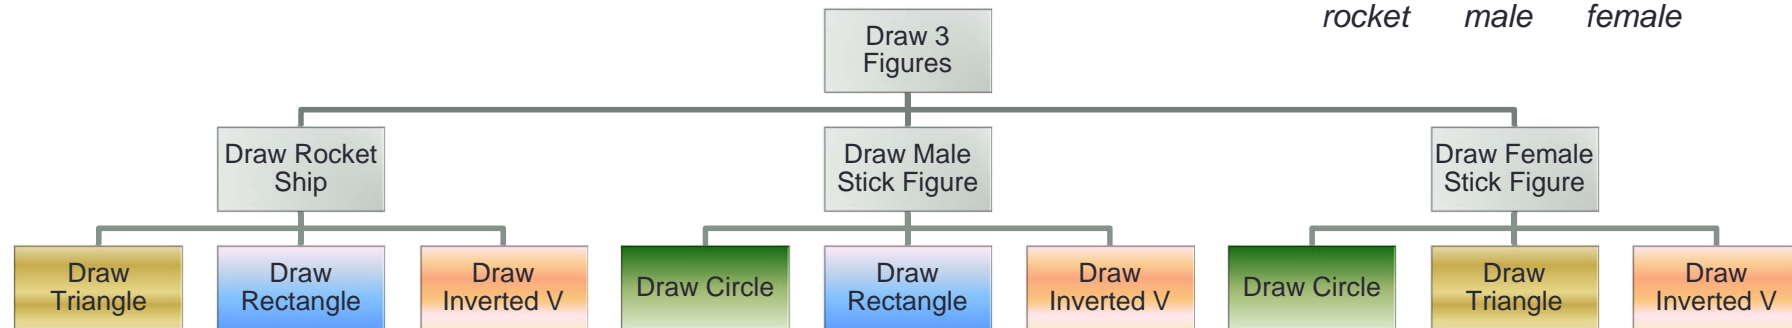 rocket male female
Draw 3
Figures
Draw Rocket
Ship
Draw Male
Stick Figure
Draw Female
Stick Figure
Draw
Triangle
Draw
Rectangle
Draw
Inverted V
Draw Circle
Draw
Rectangle
Draw
Inverted V
Draw Circle
Draw
Triangle
Draw
Inverted V